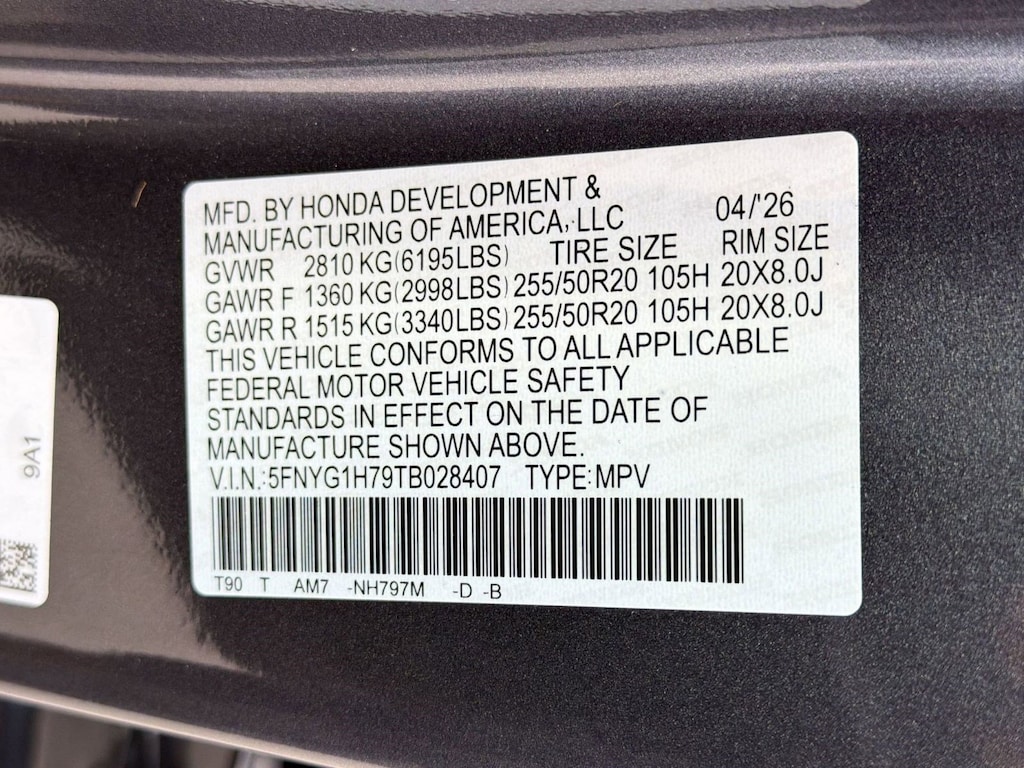 MFD. BY HONDA DEVELOPMENT &
MANUFACTURING OF AMERICA, LLC 04/'26
GVWR 2810 KG(6195LBS) TIRE SIZE RIM SIZE
GAWR F 1360 KG(2998LBS) 255/50R20 105H 20X8.0J
GAWR R 1515 KG(3340LBS) 255/50R20 105H 20X8.0J
THIS VEHICLE CONFORMS TO ALL APPLICABLE
FEDERAL MOTOR VEHICLE SAFETY
STANDARDS IN EFFECT ON THE DATE OF
MANUFACTURE SHOWN ABOVE.
V.I.N.:5FNYG1H79TB028407 TYPE:MPV
T90 T AM7 -NH797M -D -B
9A1